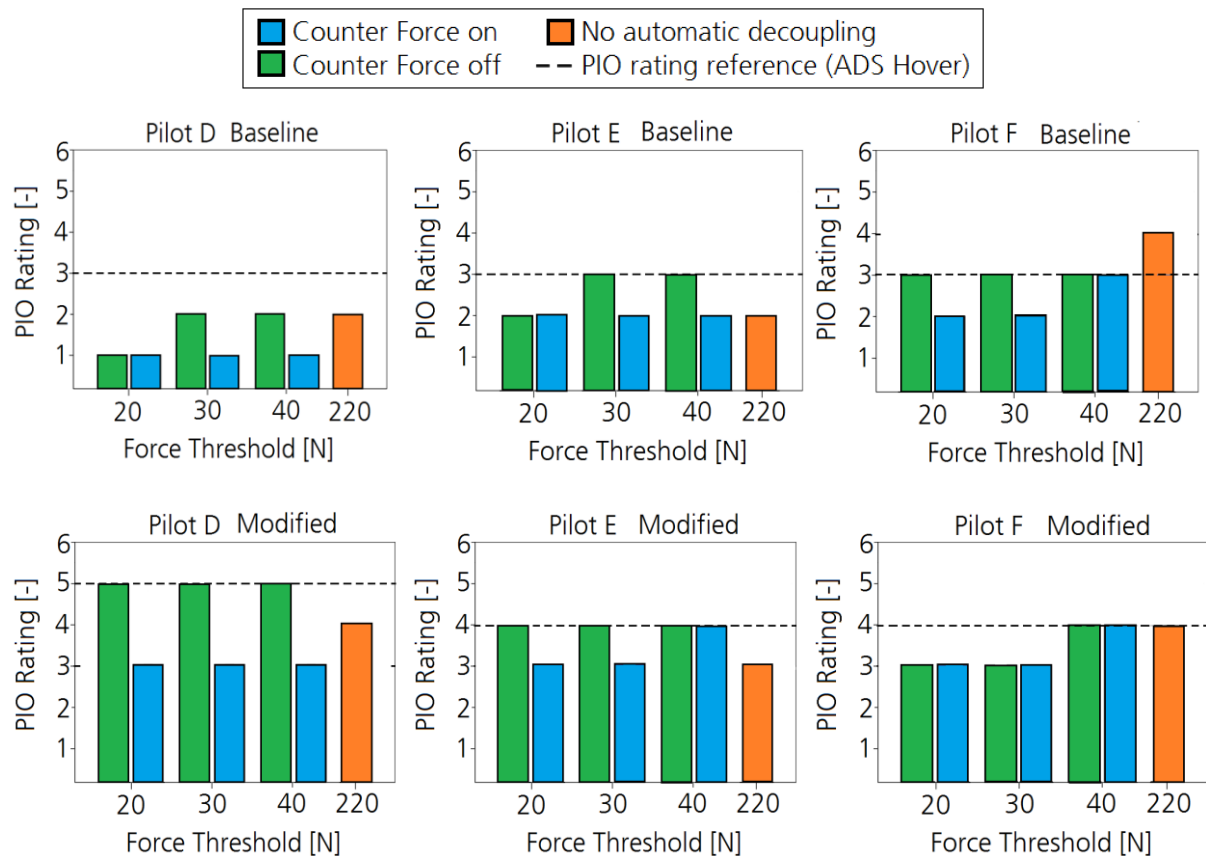 Counter Force on
No automatic decoupling
Counter Force off
PIO rating reference (ADS Hover)
Pilot D Baseline
PIO Rating [-]
6
5
4
3
2
1
20 30 40 220
Force Threshold [N]
Pilot E Baseline
PIO Rating [-]
6
5
4
3
2
1
20 30 40 220
Force Threshold [N]
Pilot F Baseline
PIO Rating [-]
6
5
4
3
2
1
20 30 40 220
Force Threshold [N]
Pilot D Modified
PIO Rating [-]
6
5
4
3
2
1
20 30 40 220
Force Threshold [N]
Pilot E Modified
PIO Rating [-]
6
5
4
3
2
1
20 30 40 220
Force Threshold [N]
Pilot F Modified
PIO Rating [-]
6
5
4
3
2
1
20 30 40 220
Force Threshold [N]